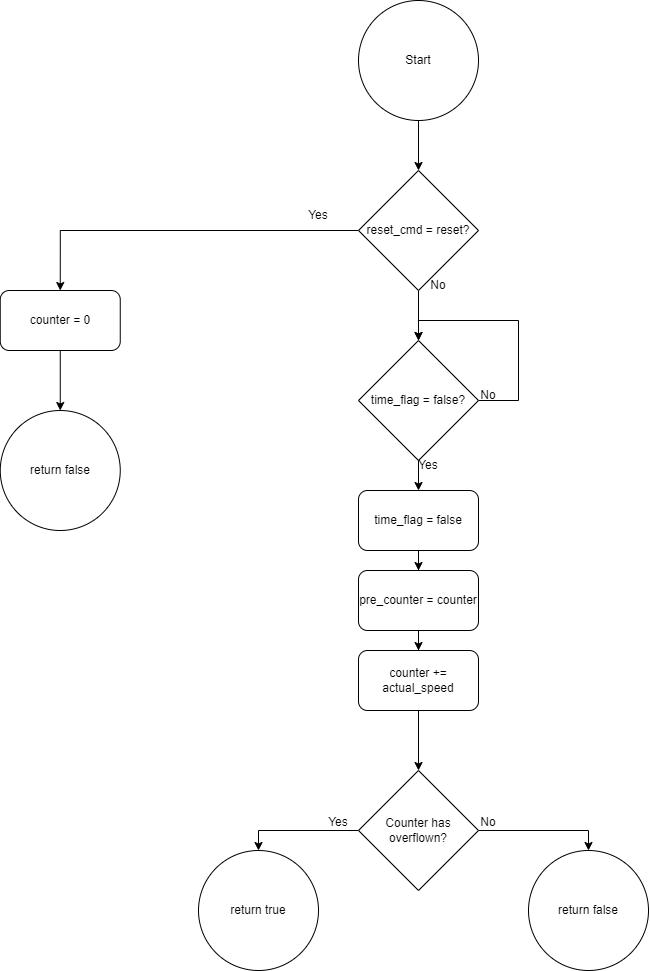 Start
reset_cmd = reset?
Yes
No
counter = 0
return false
time_flag = false?
No
Yes
time_flag = false
pre_counter = counter
counter +=
actual_speed
Counter has
overflown?
Yes
No
return true
return false